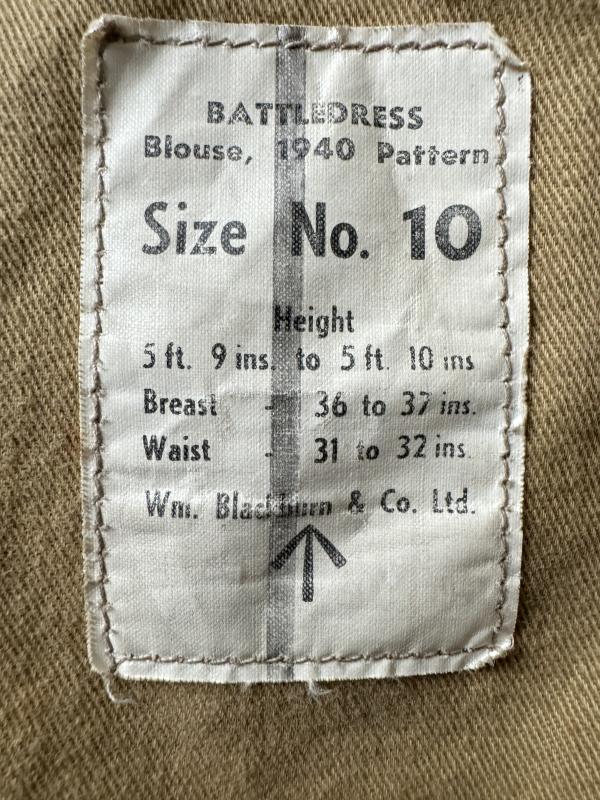 BATTLEDRESS
Blouse, 1940 Pattern
Size No. 10
Height
5 ft. 9 ins. to 5 ft. 10 ins
Breast - 36 to 37 ins.
Waist - 31 to 32 ins.
Wm. Blackburn & Co. Ltd.